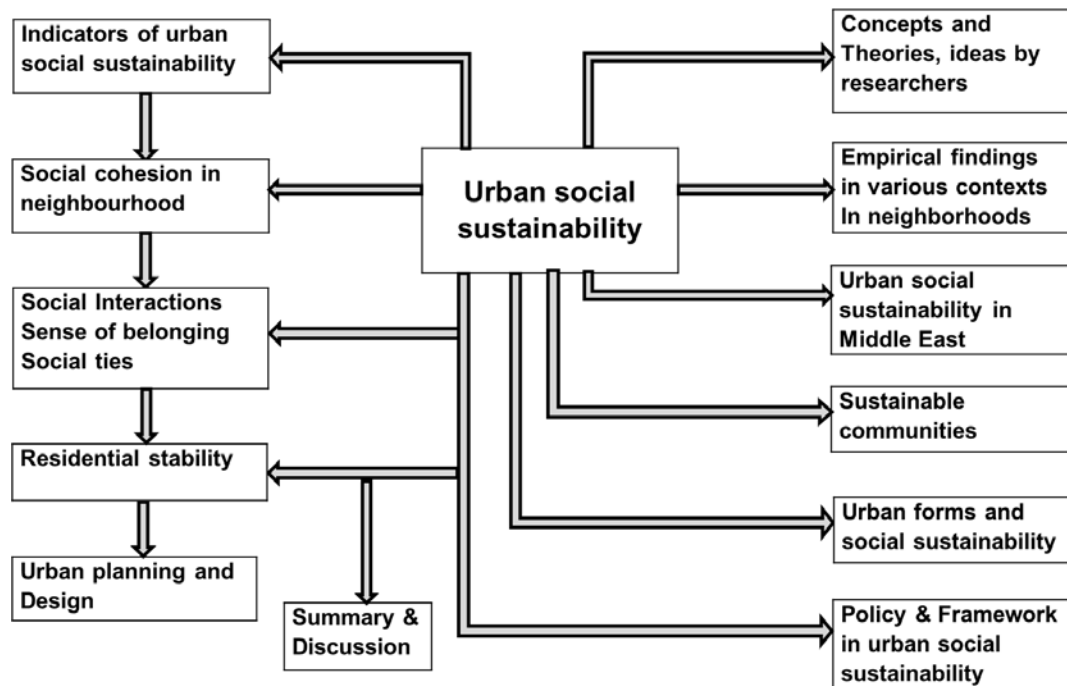 Indicators of urban
social sustainability
Social cohesion in
neighbourhood
Social Interactions
Sense of belonging
Social ties
Residential stability
Urban planning and
Design
Summary &
Discussion
Urban social
sustainability
Concepts and
Theories, ideas by
researchers
Empirical findings
in various contexts
In neighborhoods
Urban social
sustainability in
Middle East
Sustainable
communities
Urban forms and
social sustainability
Policy & Framework
in urban social
sustainability